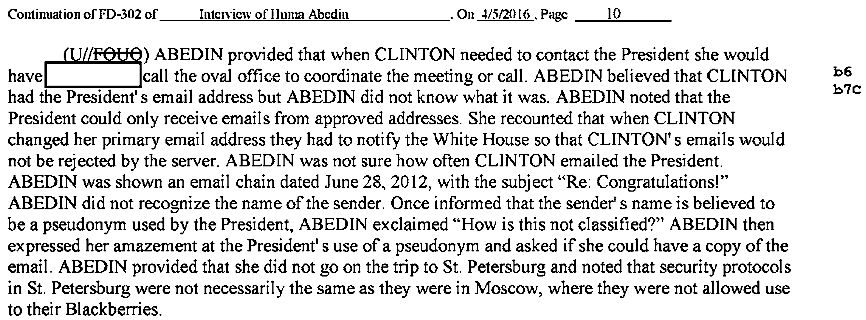 Continuation of FD-302 of Interview of Huma Abedin , On 4/5/2016 , Page 10
(U//FOUO) ABEDIN provided that when CLINTON needed to contact the President she would
have call the oval office to coordinate the meeting or call. ABEDIN believed that CLINTON
b6
had the President's email address but ABEDIN did not know what it was. ABEDIN noted that the
b7C
President could only receive emails from approved addresses. She recounted that when CLINTON
changed her primary email address they had to notify the White House so that CLINTON's emails would
not be rejected by the server. ABEDIN was not sure how often CLINTON emailed the President.
ABEDIN was shown an email chain dated June 28, 2012, with the subject “Re: Congratulations!”
ABEDIN did not recognize the name of the sender. Once informed that the sender's name is believed to
be a pseudonym used by the President, ABEDIN exclaimed “How is this not classified?” ABEDIN then
expressed her amazement at the President's use of a pseudonym and asked if she could have a copy of the
email. ABEDIN provided that she did not go on the trip to St. Petersburg and noted that security protocols
in St. Petersburg were not necessarily the same as they were in Moscow, where they were not allowed use
to their Blackberries.